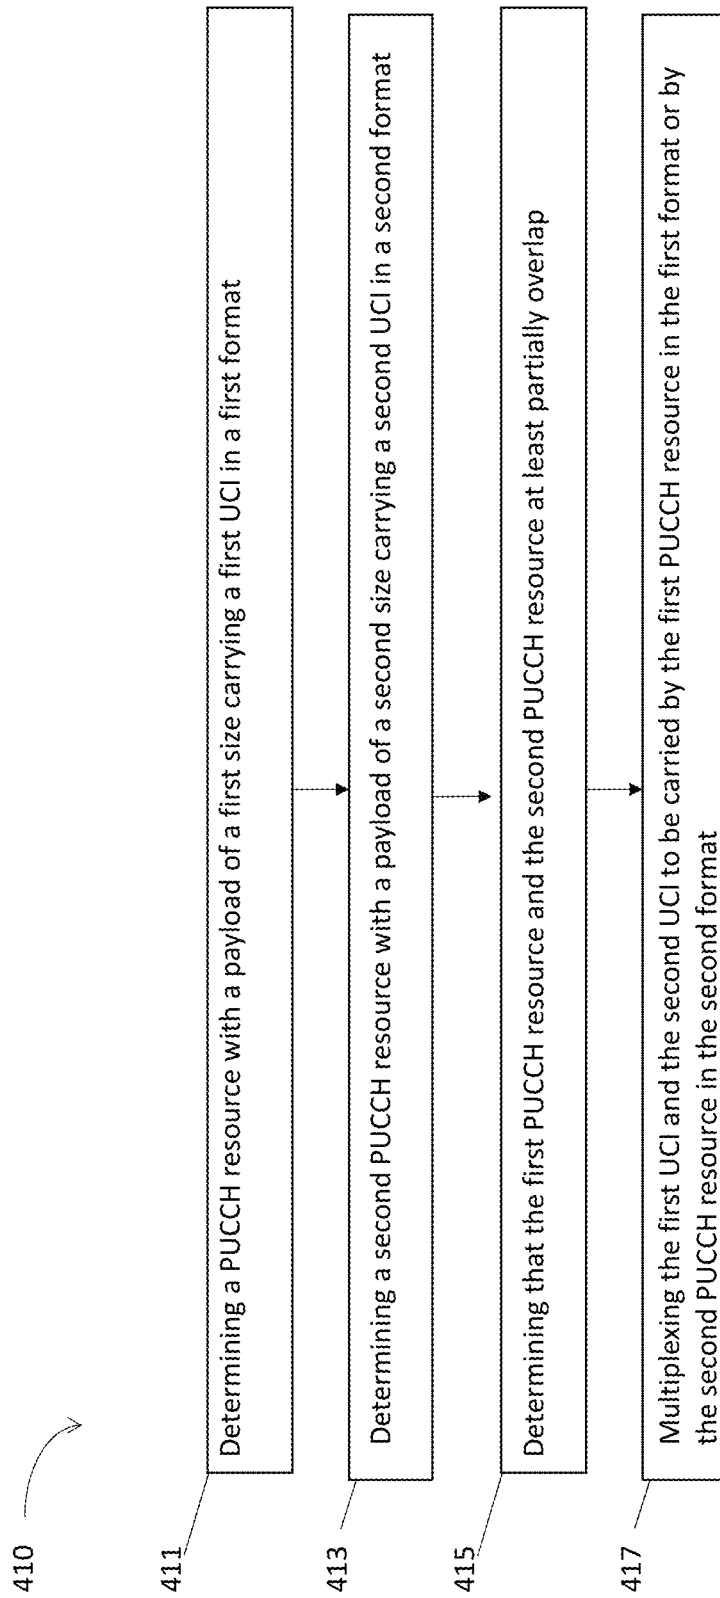 410
411
Determining a PUCCH resource with a payload of a first size carrying a first UCI in a first format
413
Determining a second PUCCH resource with a payload of a second size carrying a second UCI in a second format
415
Determining that the first PUCCH resource and the second PUCCH resource at least partially overlap
417
Multiplexing the first UCI and the second UCI to be carried by the first PUCCH resource in the first format or by
the second PUCCH resource in the second format